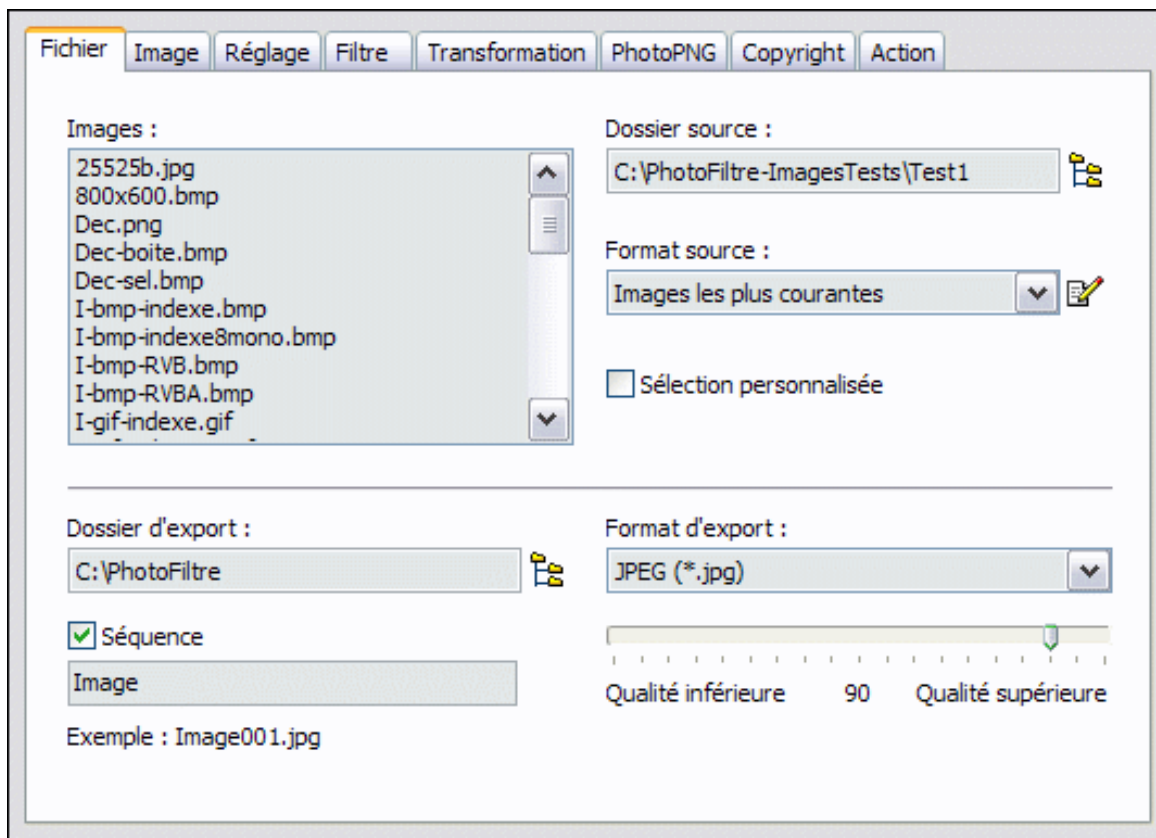 Fichier Image Réglage Filtre Transformation PhotoPNG Copyright Action
Images :
25525b.jpg
800x600.bmp
Dec.png
Dec-boite.bmp
Dec-sel.bmp
I-bmp-indexe.bmp
I-bmp-indexe8mono.bmp
I-bmp-RVB.bmp
I-bmp-RVBA.bmp
I-gif-indexe.gif
Dossier source :
C:\PhotoFiltre-ImagesTests\Test1
Format source :
Images les plus courantes
Sélection personnalisée
Dossier d'export :
C:\PhotoFiltre
Séquence
Image
Exemple : Image001.jpg
Format d'export :
JPEG (*.jpg)
Qualité inférieure 90 Qualité supérieure